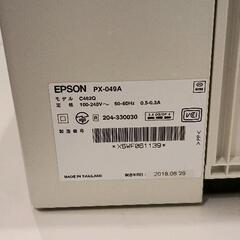 EPSON PX-049A
モデル C462Q
定格 100-240V～ 50-60Hz 0.5-0.3A
204-330030
VCCI
製造番号
*X5WF061139*
MADE IN THAILAND
2018.08